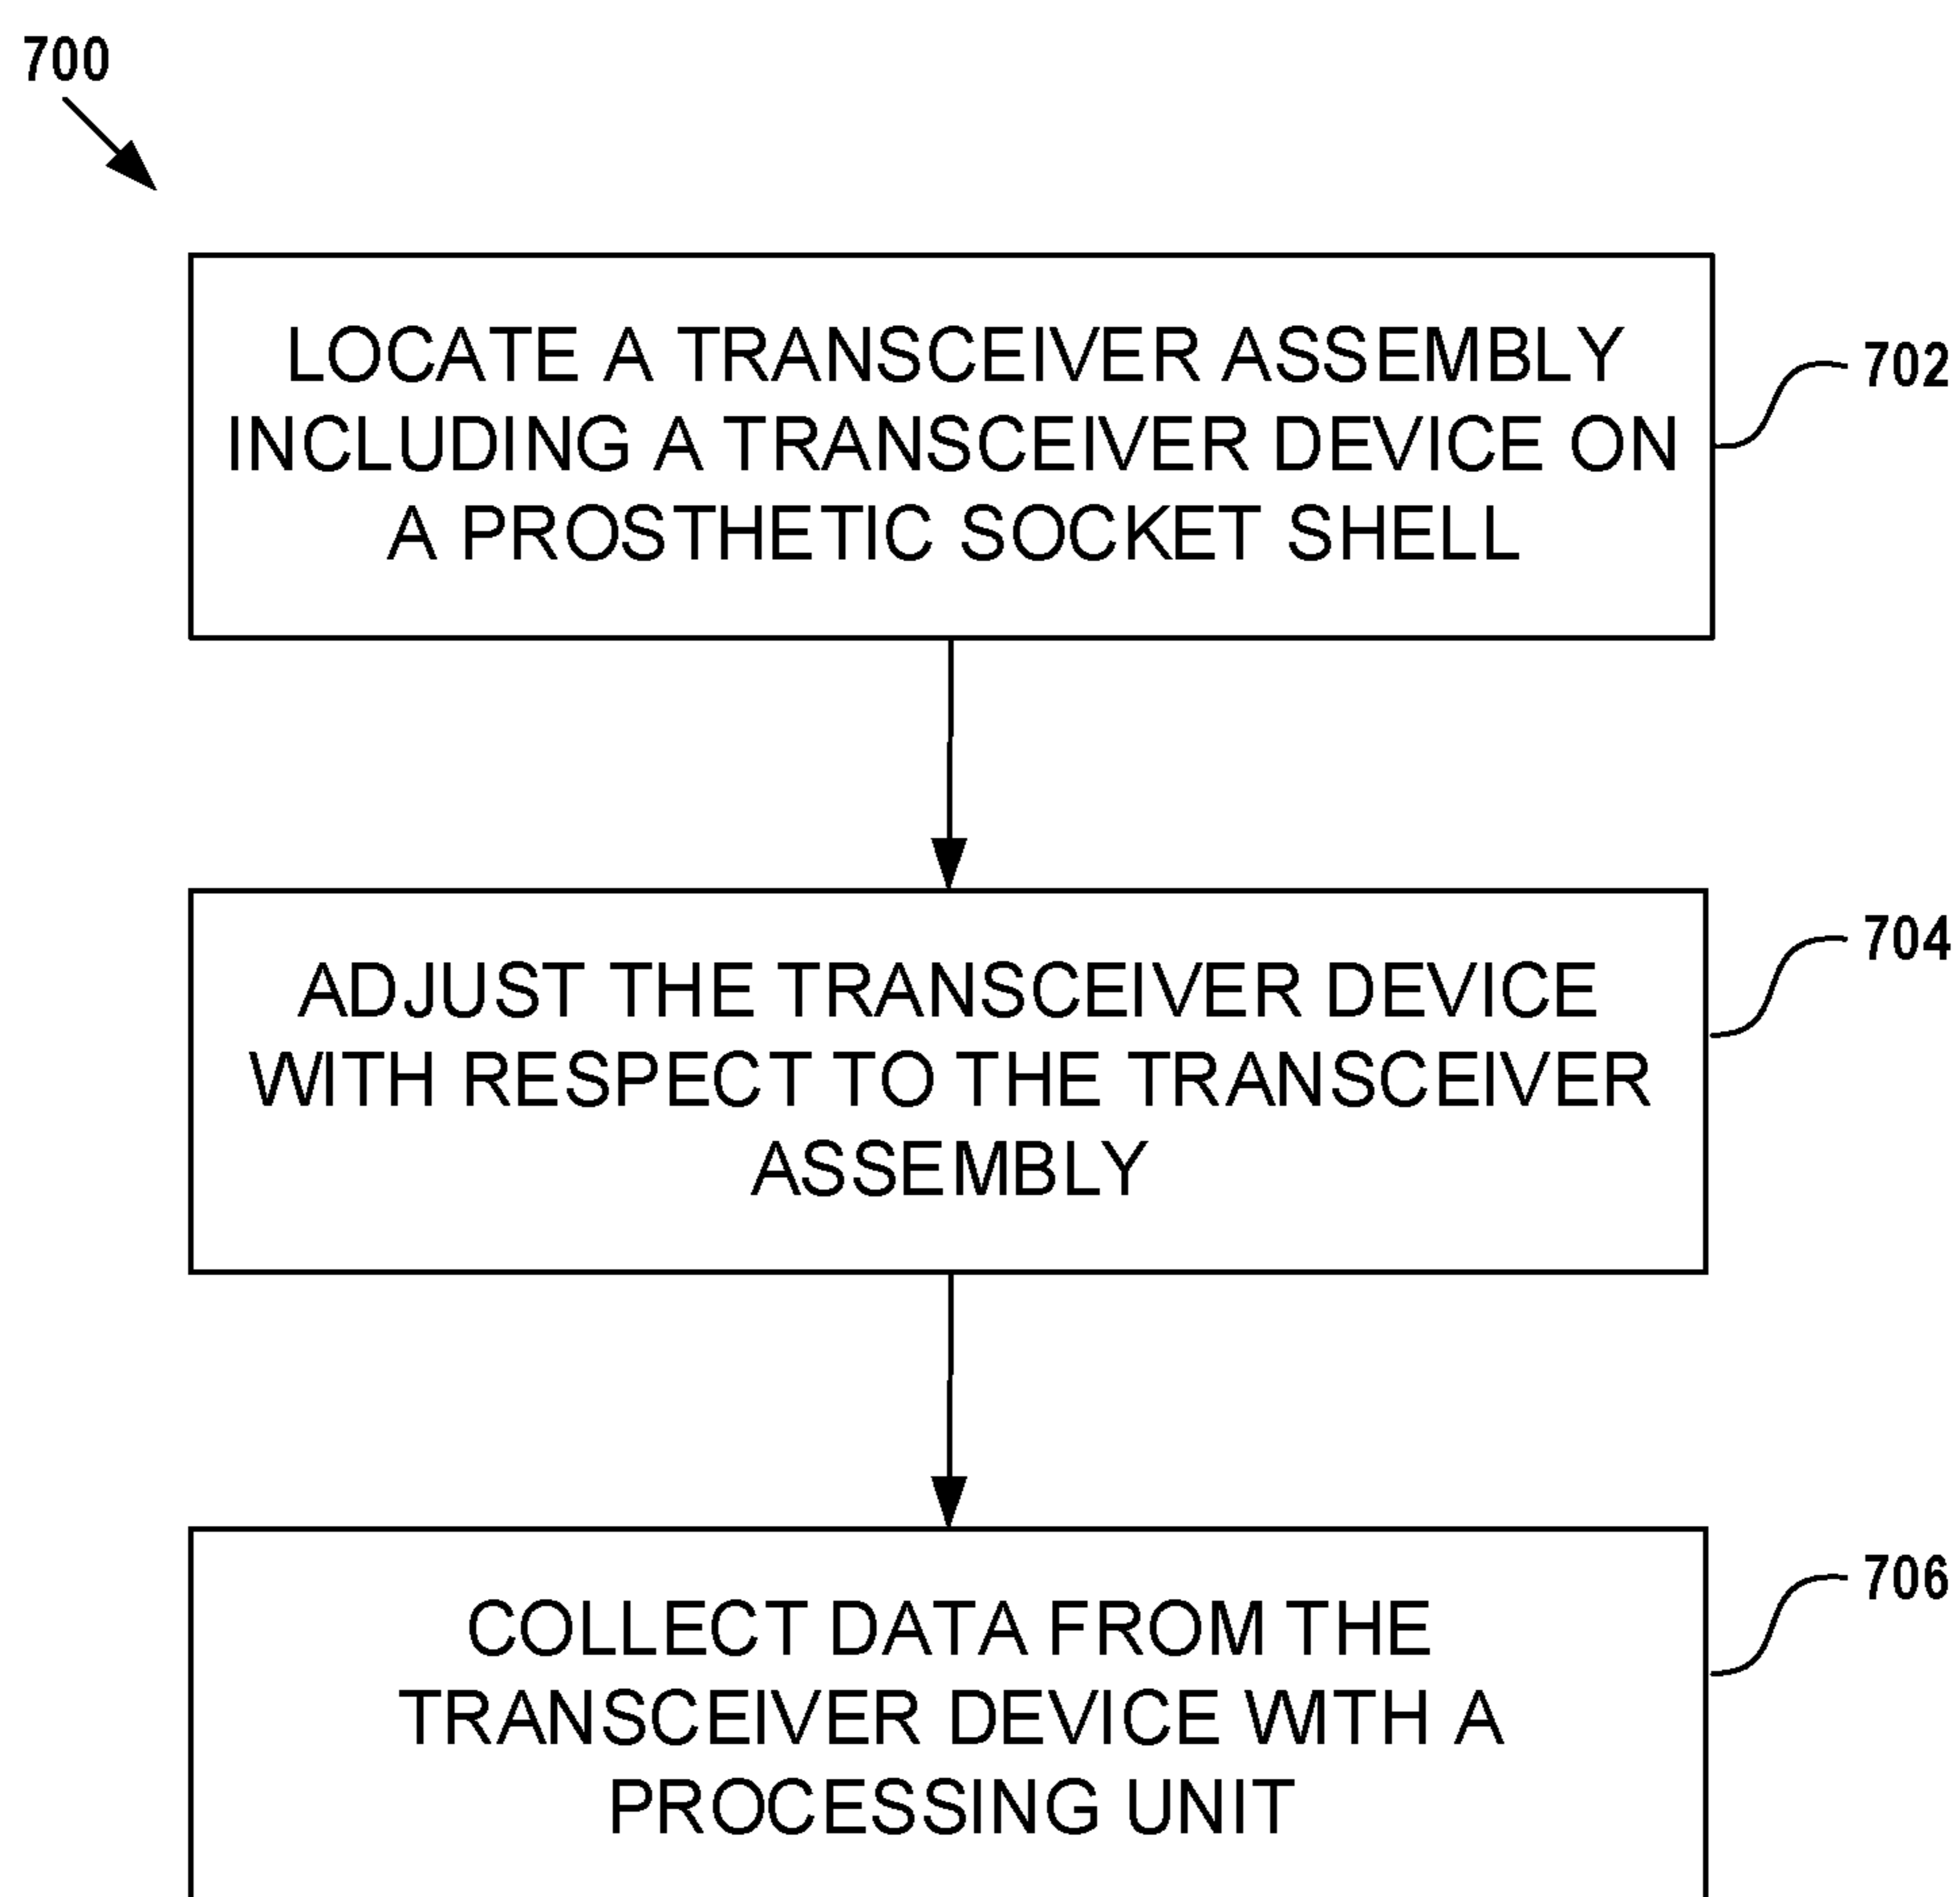 700
LOCATE A TRANSCEIVER ASSEMBLY
INCLUDING A TRANSCEIVER DEVICE ON
A PROSTHETIC SOCKET SHELL
702
ADJUST THE TRANSCEIVER DEVICE
WITH RESPECT TO THE TRANSCEIVER
ASSEMBLY
704
COLLECT DATA FROM THE
TRANSCEIVER DEVICE WITH A
PROCESSING UNIT
706